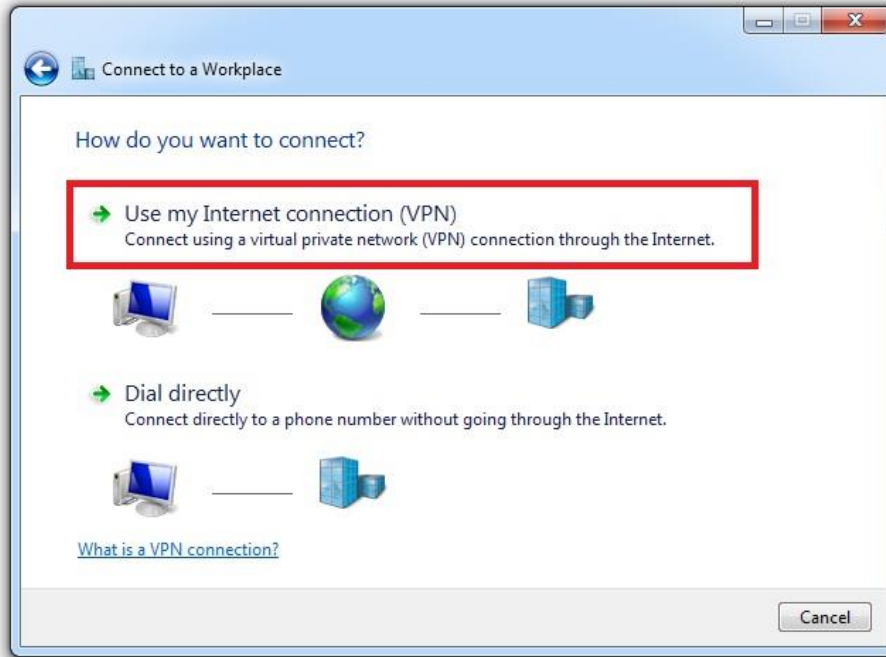 Connect to a Workplace
How do you want to connect?
Use my Internet connection (VPN)
Connect using a virtual private network (VPN) connection through the Internet.
Dial directly
Connect directly to a phone number without going through the Internet.
What is a VPN connection?
Cancel